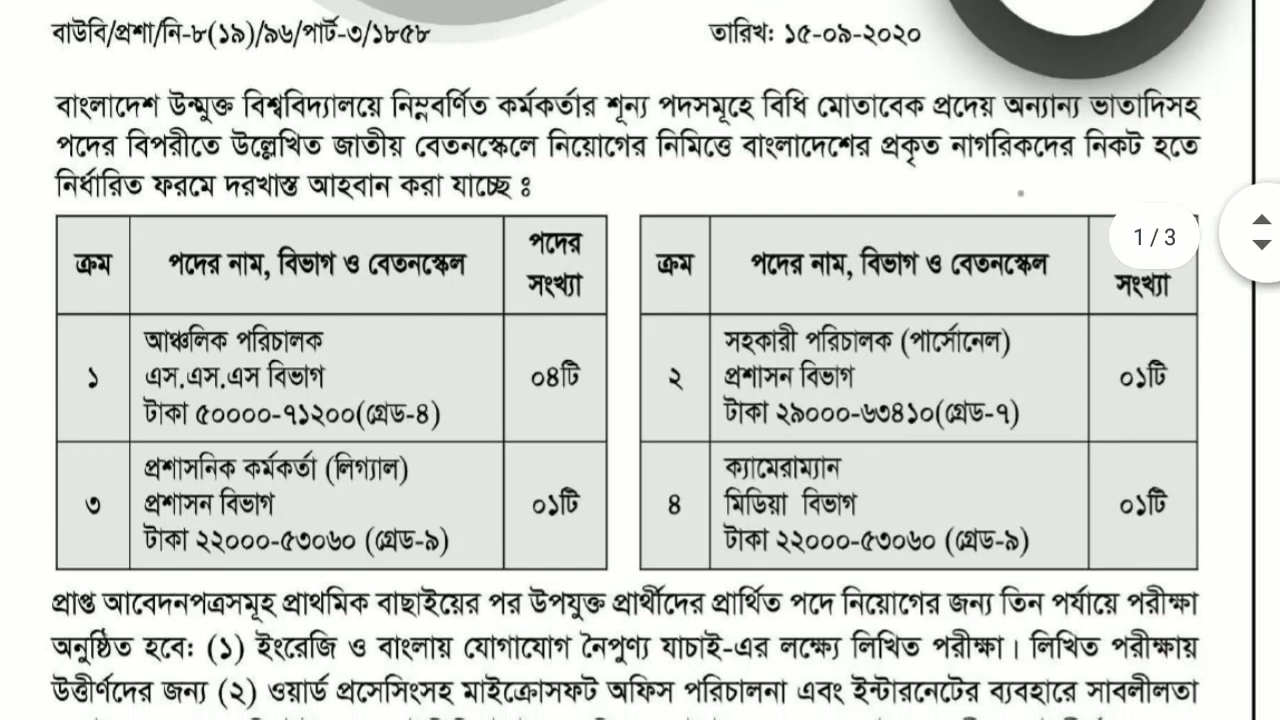 বাউবি/প্রশা/নি-৮(১৯)/৯৬/পার্ট-৩/১৮৫৮
তারিখ: ১৫-০৯-২০২০
বাংলাদেশ উন্মুক্ত বিশ্ববিদ্যালয়ে নিম্নবর্ণিত কর্মকর্তার শূন্য পদসমূহে বিধি মোতাবেক প্রদেয় অন্যান্য ভাতাদিসহ
পদের বিপরীতে উল্লেখিত জাতীয় বেতনস্কেলে নিয়োগের নিমিত্তে বাংলাদেশের প্রকৃত নাগরিকদের নিকট হতে
নির্ধারিত ফরমে দরখাস্ত আহবান করা যাচ্ছে ঃ
ক্রম
পদের নাম, বিভাগ ও বেতনস্কেল
পদের
সংখ্যা
১
আঞ্চলিক পরিচালক
এস.এস.এস বিভাগ
টাকা ৫০০০০-৭১২০০(গ্রেড-৪)
০৪টি
৩
প্রশাসনিক কর্মকর্তা (লিগ্যাল)
প্রশাসন বিভাগ
টাকা ২২০০০-৫৩০৬০ (গ্রেড-৯)
০১টি
ক্রম
পদের নাম, বিভাগ ও বেতনস্কেল
সংখ্যা
1 / 3
২
সহকারী পরিচালক (পার্সোনেল)
প্রশাসন বিভাগ
টাকা ২৯০০০-৬৩৪১০(গ্রেড-৭)
০১টি
৪
ক্যামেরাম্যান
মিডিয়া বিভাগ
টাকা ২২০০০-৫৩০৬০ (গ্রেড-৯)
০১টি
প্রাপ্ত আবেদনপত্রসমূহ প্রাথমিক বাছাইয়ের পর উপযুক্ত প্রার্থীদের প্রার্থিত পদে নিয়োগের জন্য তিন পর্যায়ে পরীক্ষা
অনুষ্ঠিত হবে: (১) ইংরেজি ও বাংলায় যোগাযোগ নৈপুণ্য যাচাই-এর লক্ষ্যে লিখিত পরীক্ষা। লিখিত পরীক্ষায়
উত্তীর্ণদের জন্য (২) ওয়ার্ড প্রসেসিংসহ মাইক্রোসফট অফিস পরিচালনা এবং ইন্টারনেটের ব্যবহারে সাবলীলতা